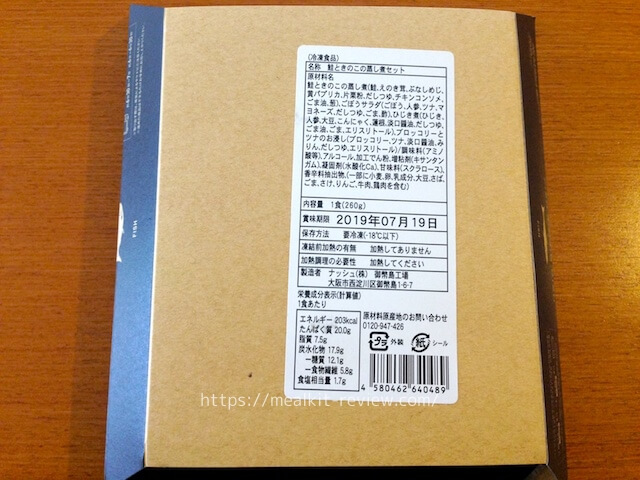 (冷凍食品)
名称 鮭ときのこの蒸し煮セット
原材料名
鮭ときのこの蒸し煮(鮭,えのき茸,ぶなしめじ,
黄パプリカ,片栗粉,だしつゆ,チキンコンソメ,
ごま油,葱),ごぼうサラダ(ごぼう,人参,ツナ,マ
ヨネーズ,だしつゆ,ごま,酢),ひじき煮(ひじき,
人参,大豆,こんにゃく,蓮根,淡口醤油,だしつゆ,
ごま油,ごま,エリスリトール),ブロッコリーと
ツナのお浸し(ブロッコリー,ツナ,淡口醤油,み
りん,だしつゆ,エリスリトール)/調味料(アミノ
酸等),アルコール,加工でん粉,増粘剤(キサンタン
ガム),凝固剤(水酸化Ca),甘味料(スクラロース),
香辛料抽出物,(一部に小麦,卵,乳成分,大豆,さば,
ごま,さけ,りんご,牛肉,鶏肉を含む)
内容量 1食(260g)
賞味期限 2019年07月19日
保存方法 要冷凍(-18℃以下)
凍結前加熱の有無 加熱してありません
加熱調理の必要性 加熱してください
製造者 ナッシュ(株) 御幣島工場
大阪市西淀川区御幣島1-6-7
栄養成分表示(計算値)
1食あたり
エネルギー 203kcal
たんぱく質 20.0g
脂質 7.5g
炭水化物 17.9g
ー糖質 12.1g
ー食物繊維 5.8g
食塩相当量 1.7g
原材料原産地のお問い合わせ
0120-947-426
プラ 外装 紙 シール
4580462640489
FISH
https://mealkit-review.com/